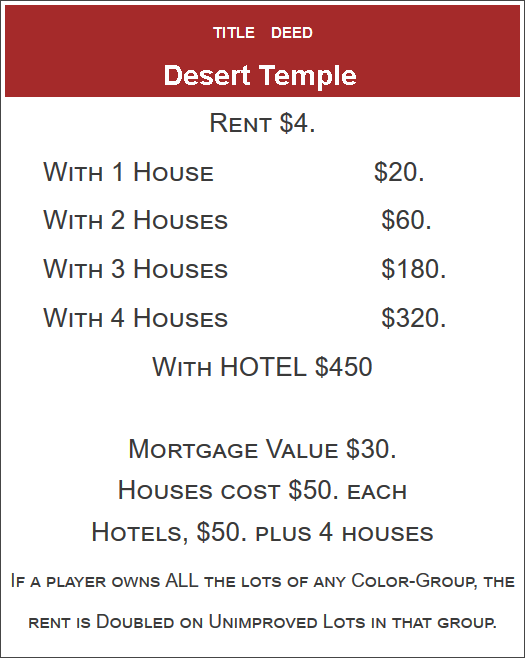 TITLE DEED
Desert Temple
Rent $4.
With 1 House $20.
With 2 Houses $60.
With 3 Houses $180.
With 4 Houses $320.
With HOTEL $450
Mortgage Value $30.
Houses cost $50. each
Hotels, $50. plus 4 houses
If a player owns ALL the lots of any Color-Group, the
rent is Doubled on Unimproved Lots in that group.